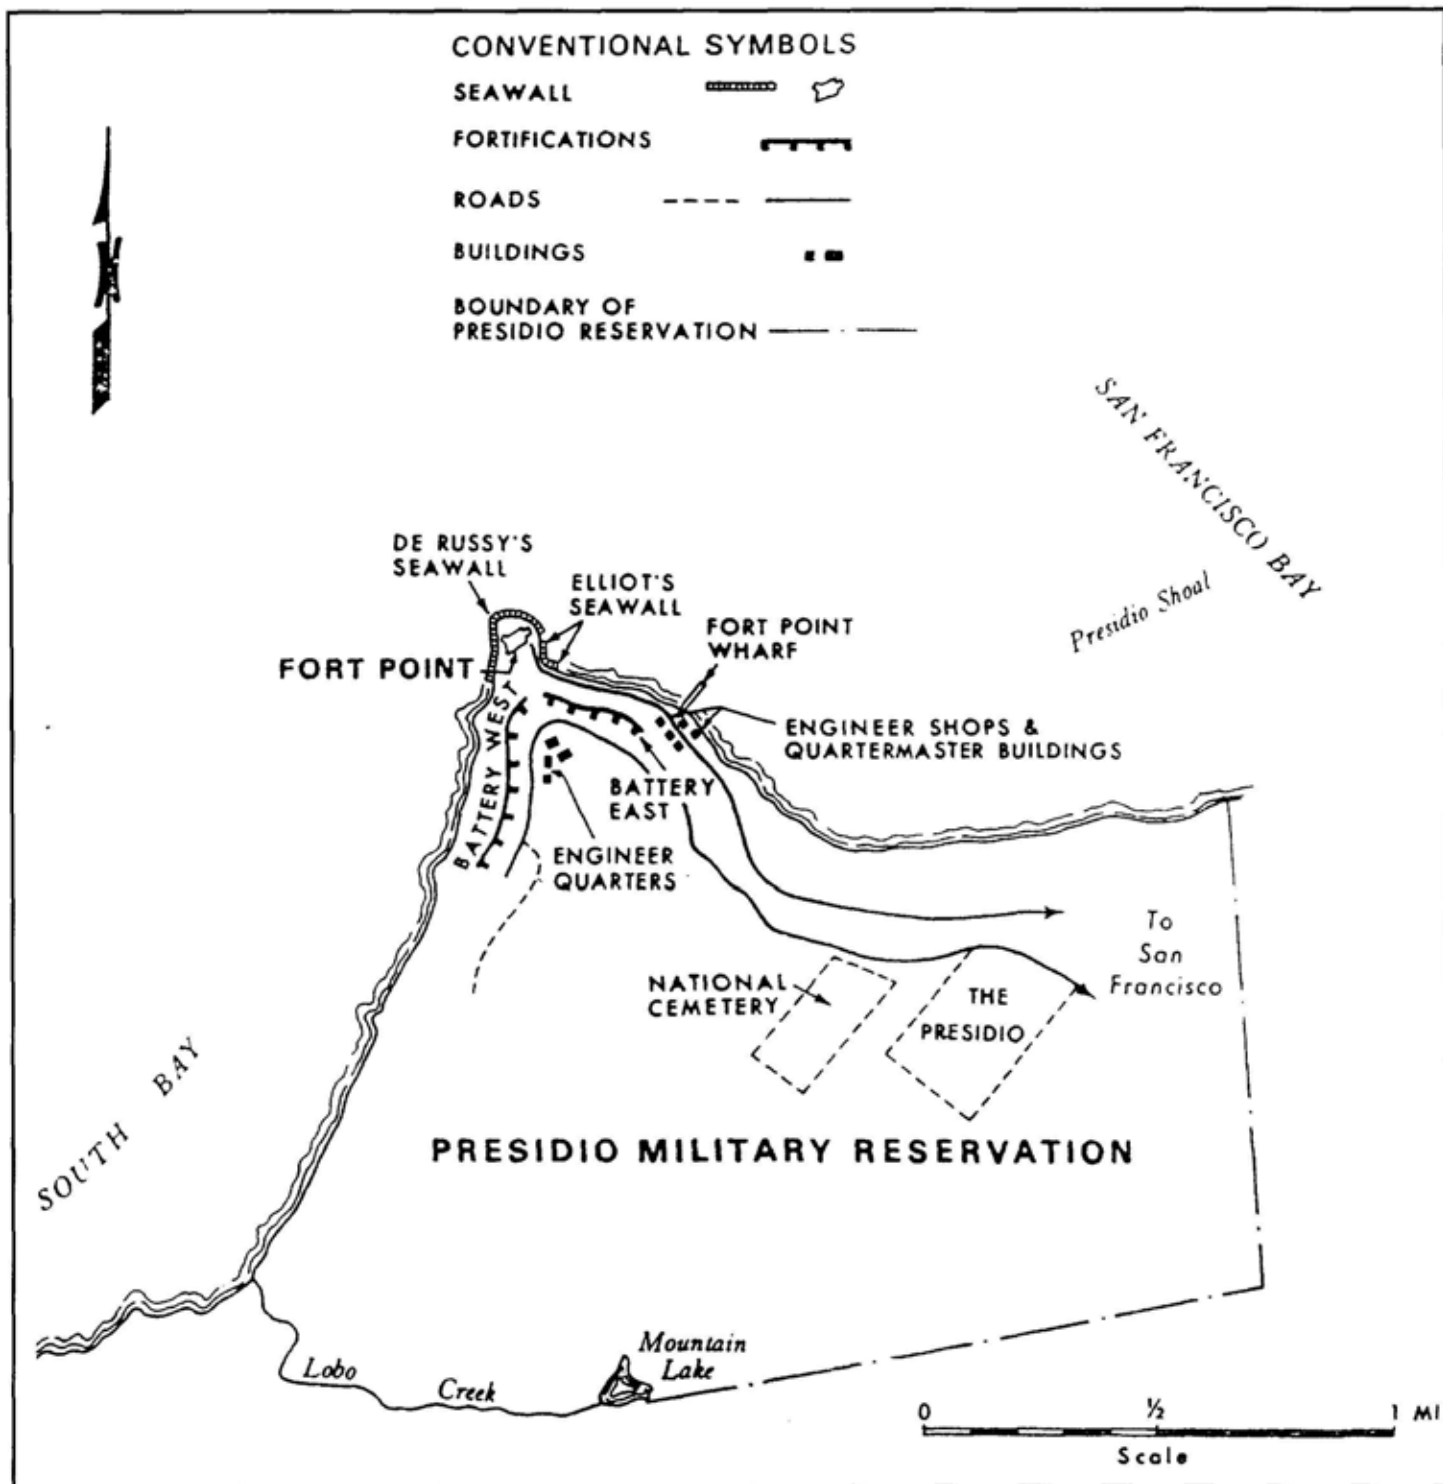 CONVENTIONAL SYMBOLS
SEAWALL
FORTIFICATIONS
ROADS
BUILDINGS
BOUNDARY OF
PRESIDIO RESERVATION
N
SAN FRANCISCO BAY
Presidio Shoal
DE RUSSY'S
SEAWALL
ELLIOT'S
SEAWALL
FORT POINT
WHARF
FORT POINT
ENGINEER SHOPS &
QUARTERMASTER BUILDINGS
BATTERY WEST
BATTERY
EAST
ENGINEER
QUARTERS
To
San
Francisco
NATIONAL
CEMETERY
THE
PRESIDIO
SOUTH BAY
PRESIDIO MILITARY RESERVATION
Mountain
Lake
Lobo Creek
0 ½ 1 MI
Scale